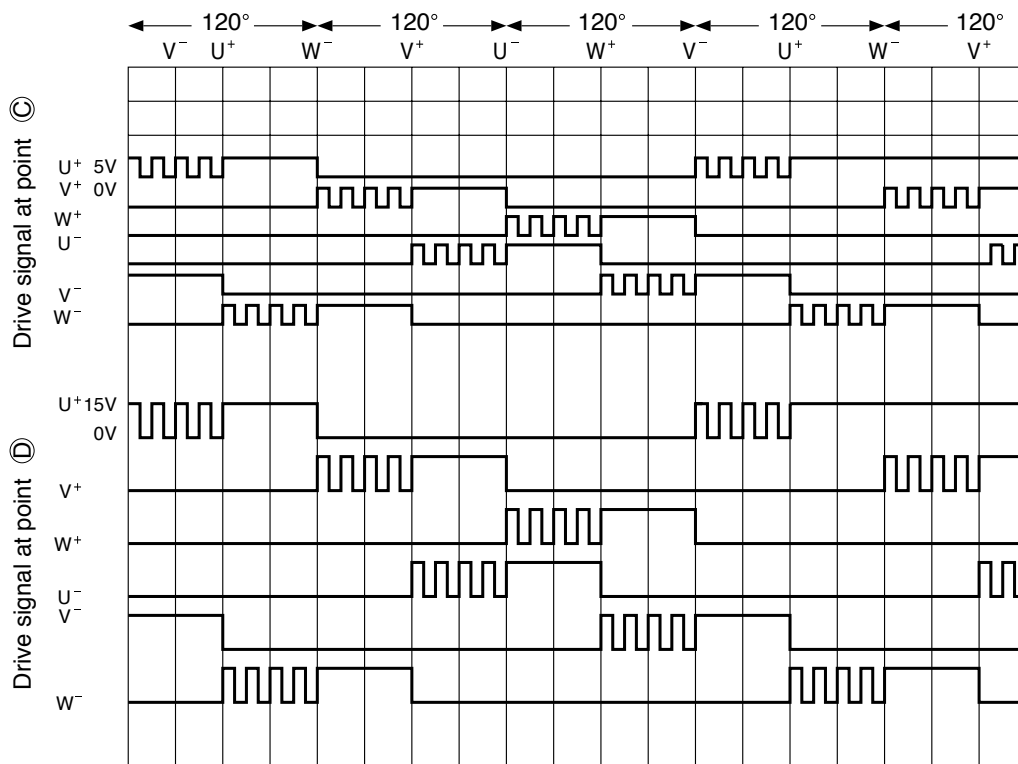 120° 120° 120° 120° 120°
V⁻ U⁺ W⁻ V⁺ U⁻ W⁺ V⁻ U⁺ W⁻ V⁺
Drive signal at point Ⓒ
U⁺ 5V
V⁺ 0V
W⁺
U⁻
V⁻
W⁻
Drive signal at point Ⓓ
U⁺15V
0V
V⁺
W⁺
U⁻
V⁻
W⁻